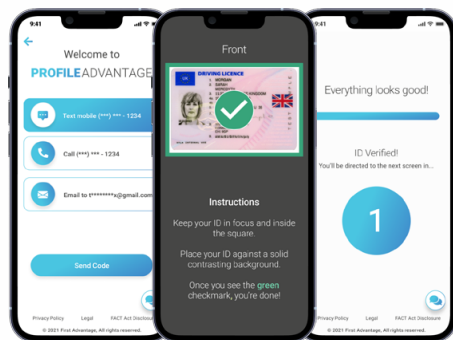 9:41
Welcome to
PROFILEADVANTAGE
Text mobile (***) *** - 1234
Call (***) *** - 1234
Email to t********x@gmail.com
Send Code
Privacy Policy Legal FACT Act Disclosure
© 2021 First Advantage, All rights reserved.
Front
DRIVING LICENCE
UK
MORGAN
SARAH
Instructions
Keep your ID in focus and inside
the square.
Place your ID against a solid
contrasting background.
Once you see the green
checkmark, you're done!
9:41
Everything looks good!
ID Verified!
You'll be directed to the next screen in...
1
Privacy Policy Legal FACT Act Disclosure
© 2021 First Advantage, All rights reserved.